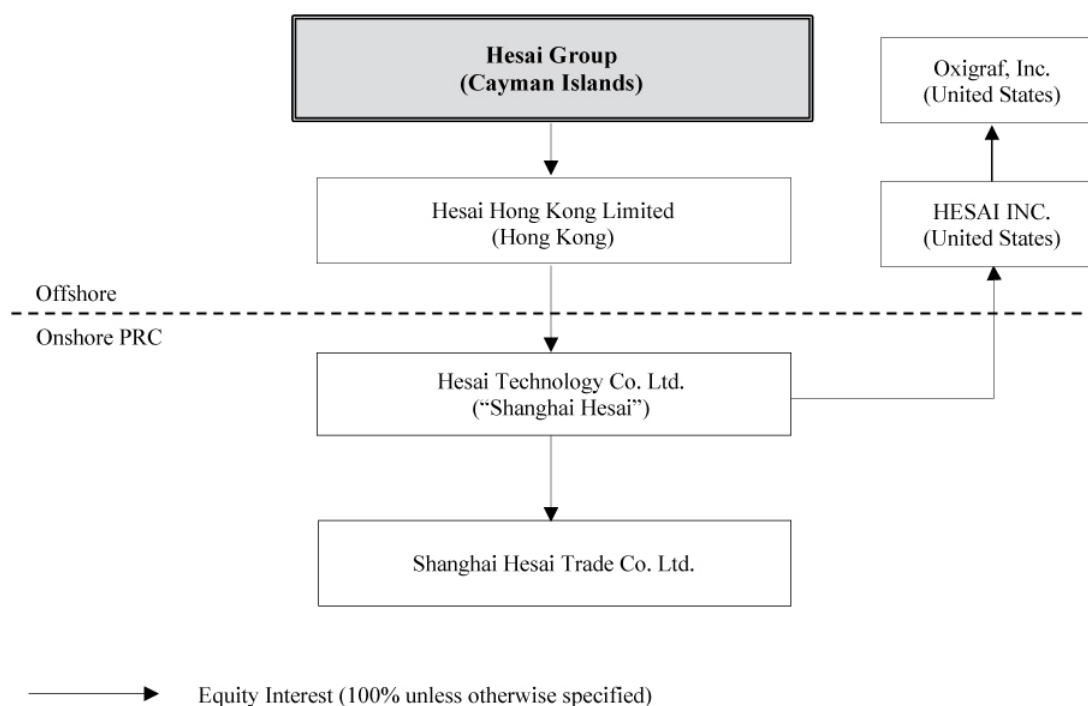 Hesai Group
(Cayman Islands)
Oxigraf, Inc.
(United States)
Hesai Hong Kong Limited
(Hong Kong)
HESAI INC.
(United States)
Offshore
Onshore PRC
Hesai Technology Co. Ltd.
(“Shanghai Hesai”)
Shanghai Hesai Trade Co. Ltd.
Equity Interest (100% unless otherwise specified)